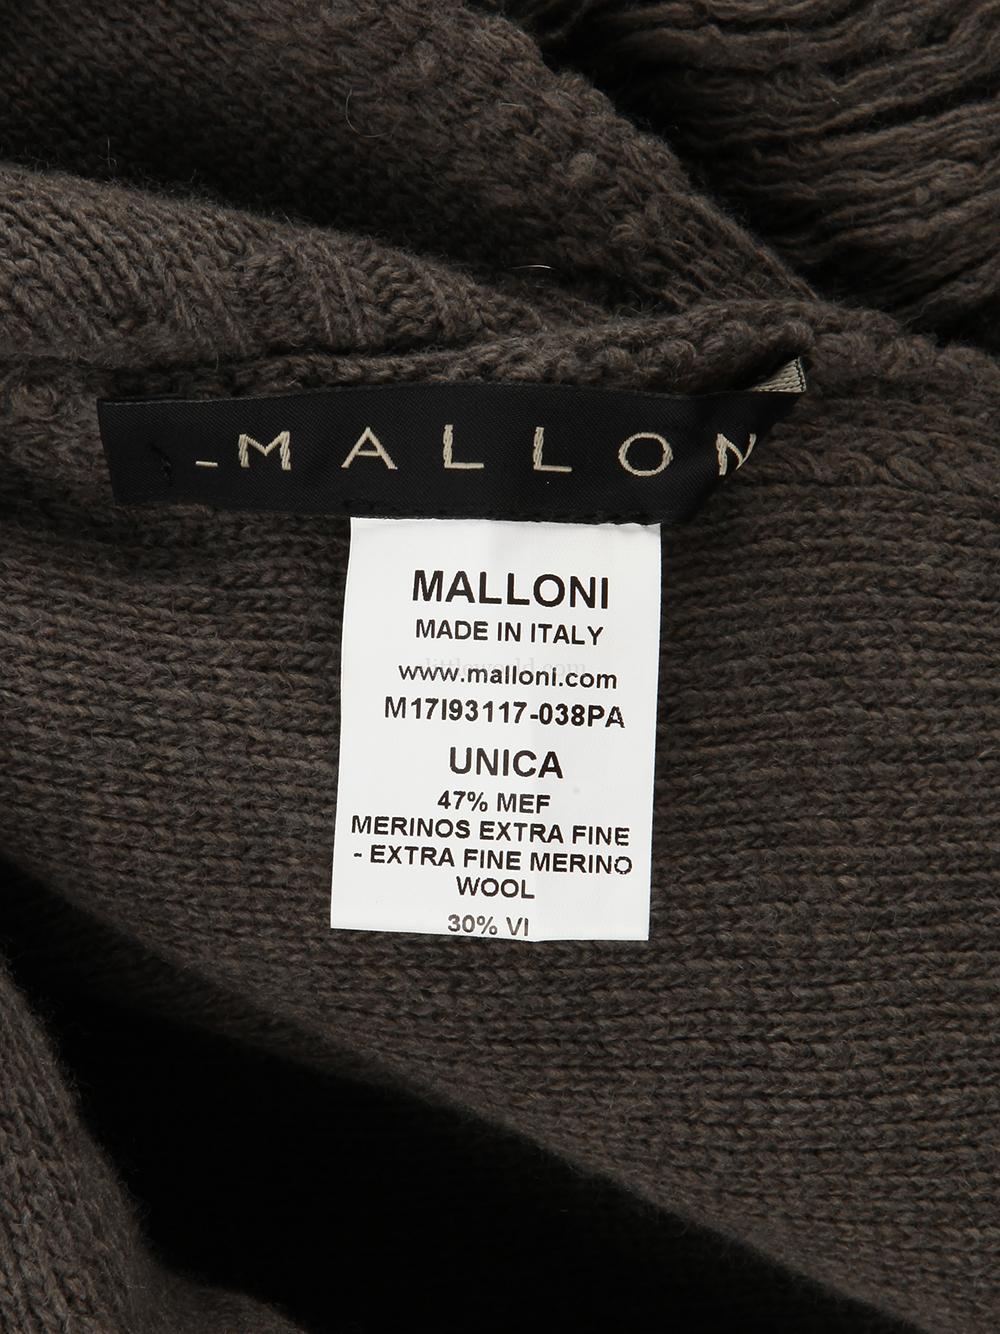 _MALLON
MALLONI
MADE IN ITALY
www.malloni.com
M17I93117-038PA
UNICA
47% MEF
MERINOS EXTRA FINE
- EXTRA FINE MERINO
WOOL
30% VI